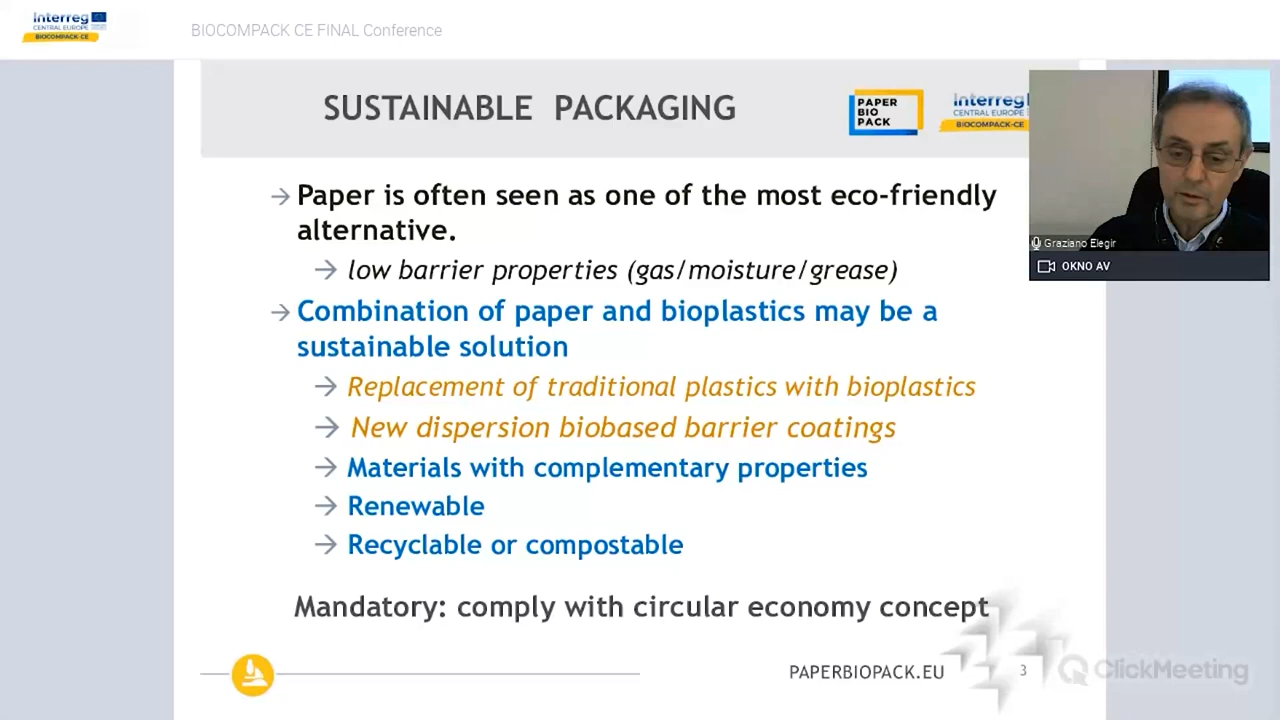 Interreg
CENTRAL EUROPE
BIOCOMPACK-CE
BIOCOMPACK CE FINAL Conference
SUSTAINABLE PACKAGING
PAPER
BIO
PACK
Interreg
CENTRAL EUROPE
BIOCOMPACK-CE
Graziano Elegir
OKNO AV
→ Paper is often seen as one of the most eco-friendly
alternative.
→ low barrier properties (gas/moisture/grease)
→ Combination of paper and bioplastics may be a
sustainable solution
→ Replacement of traditional plastics with bioplastics
→ New dispersion biobased barrier coatings
→ Materials with complementary properties
→ Renewable
→ Recyclable or compostable
Mandatory: comply with circular economy concept
PAPERBIOPACK.EU
3
ClickMeeting